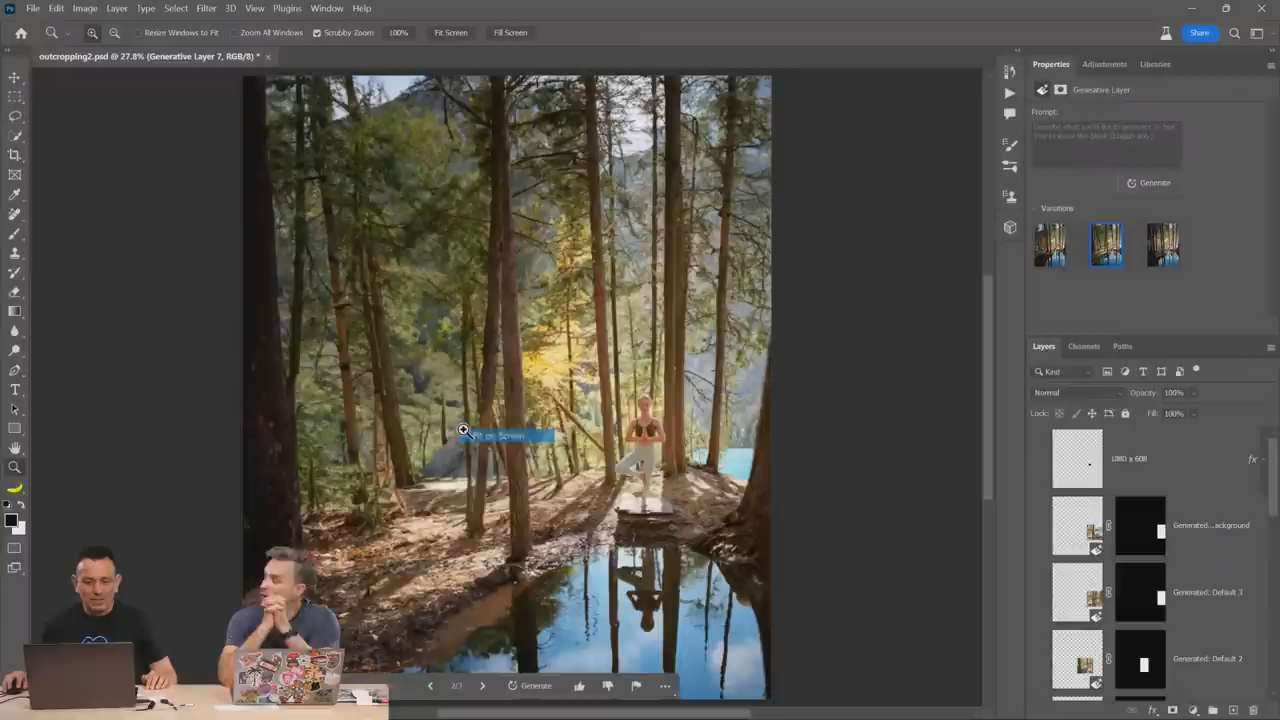 Ps File Edit Image Layer Type Select Filter 3D View Plugins Window Help
Resize Windows to Fit Zoom All Windows Scrubby Zoom 100% Fit Screen Fill Screen Share
outcropping2.psd @ 27.8% (Generative Layer 7, RGB/8) *
Properties Adjustments Libraries
Generative Layer
Prompt:
Generate
Variations
Fit on Screen
Layers Channels Paths
Kind
Normal Opacity: 100%
Lock: Fill: 100%
1080 x 608 fx
Generated...ackground
Generated: Default 3
Generated: Default 2
2/3 Generate
fx